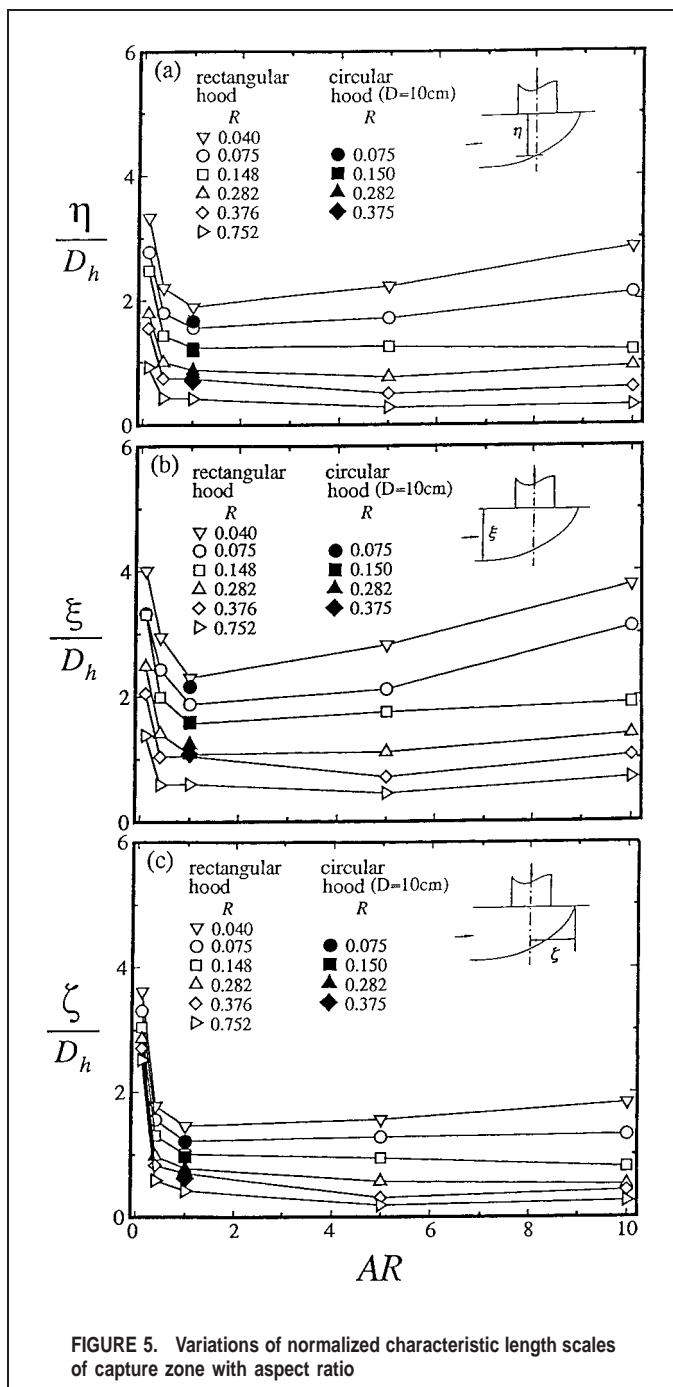 (a)
rectangular hood
R
▽ 0.040
○ 0.075
□ 0.148
△ 0.282
◇ 0.376
▷ 0.752
circular hood (D=10cm)
R
● 0.075
■ 0.150
▲ 0.282
◆ 0.375
η
η
D_h
6
4
2
0
(b)
rectangular hood
R
▽ 0.040
○ 0.075
□ 0.148
△ 0.282
◇ 0.376
▷ 0.752
circular hood (D=10cm)
R
● 0.075
■ 0.150
▲ 0.282
◆ 0.375
ξ
ξ
D_h
6
4
2
0
(c)
rectangular hood
R
▽ 0.040
○ 0.075
□ 0.148
△ 0.282
◇ 0.376
▷ 0.752
circular hood (D=10cm)
R
● 0.075
■ 0.150
▲ 0.282
◆ 0.375
ζ
ζ
D_h
6
4
2
0
0 2 4 6 8 10
AR
FIGURE 5. Variations of normalized characteristic length scales
of capture zone with aspect ratio